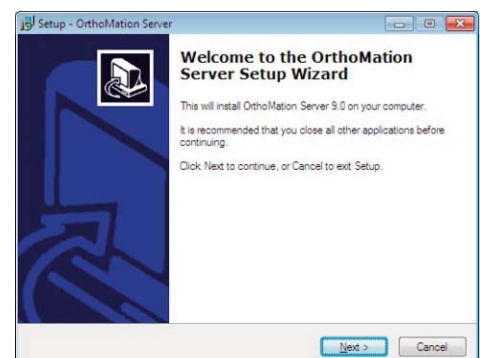 Setup - OrthoMation Server
Welcome to the OrthoMation
Server Setup Wizard
This will install OrthoMation Server 9.0 on your computer.
It is recommended that you close all other applications before
continuing.
Click Next to continue, or Cancel to exit Setup.
Next >
Cancel